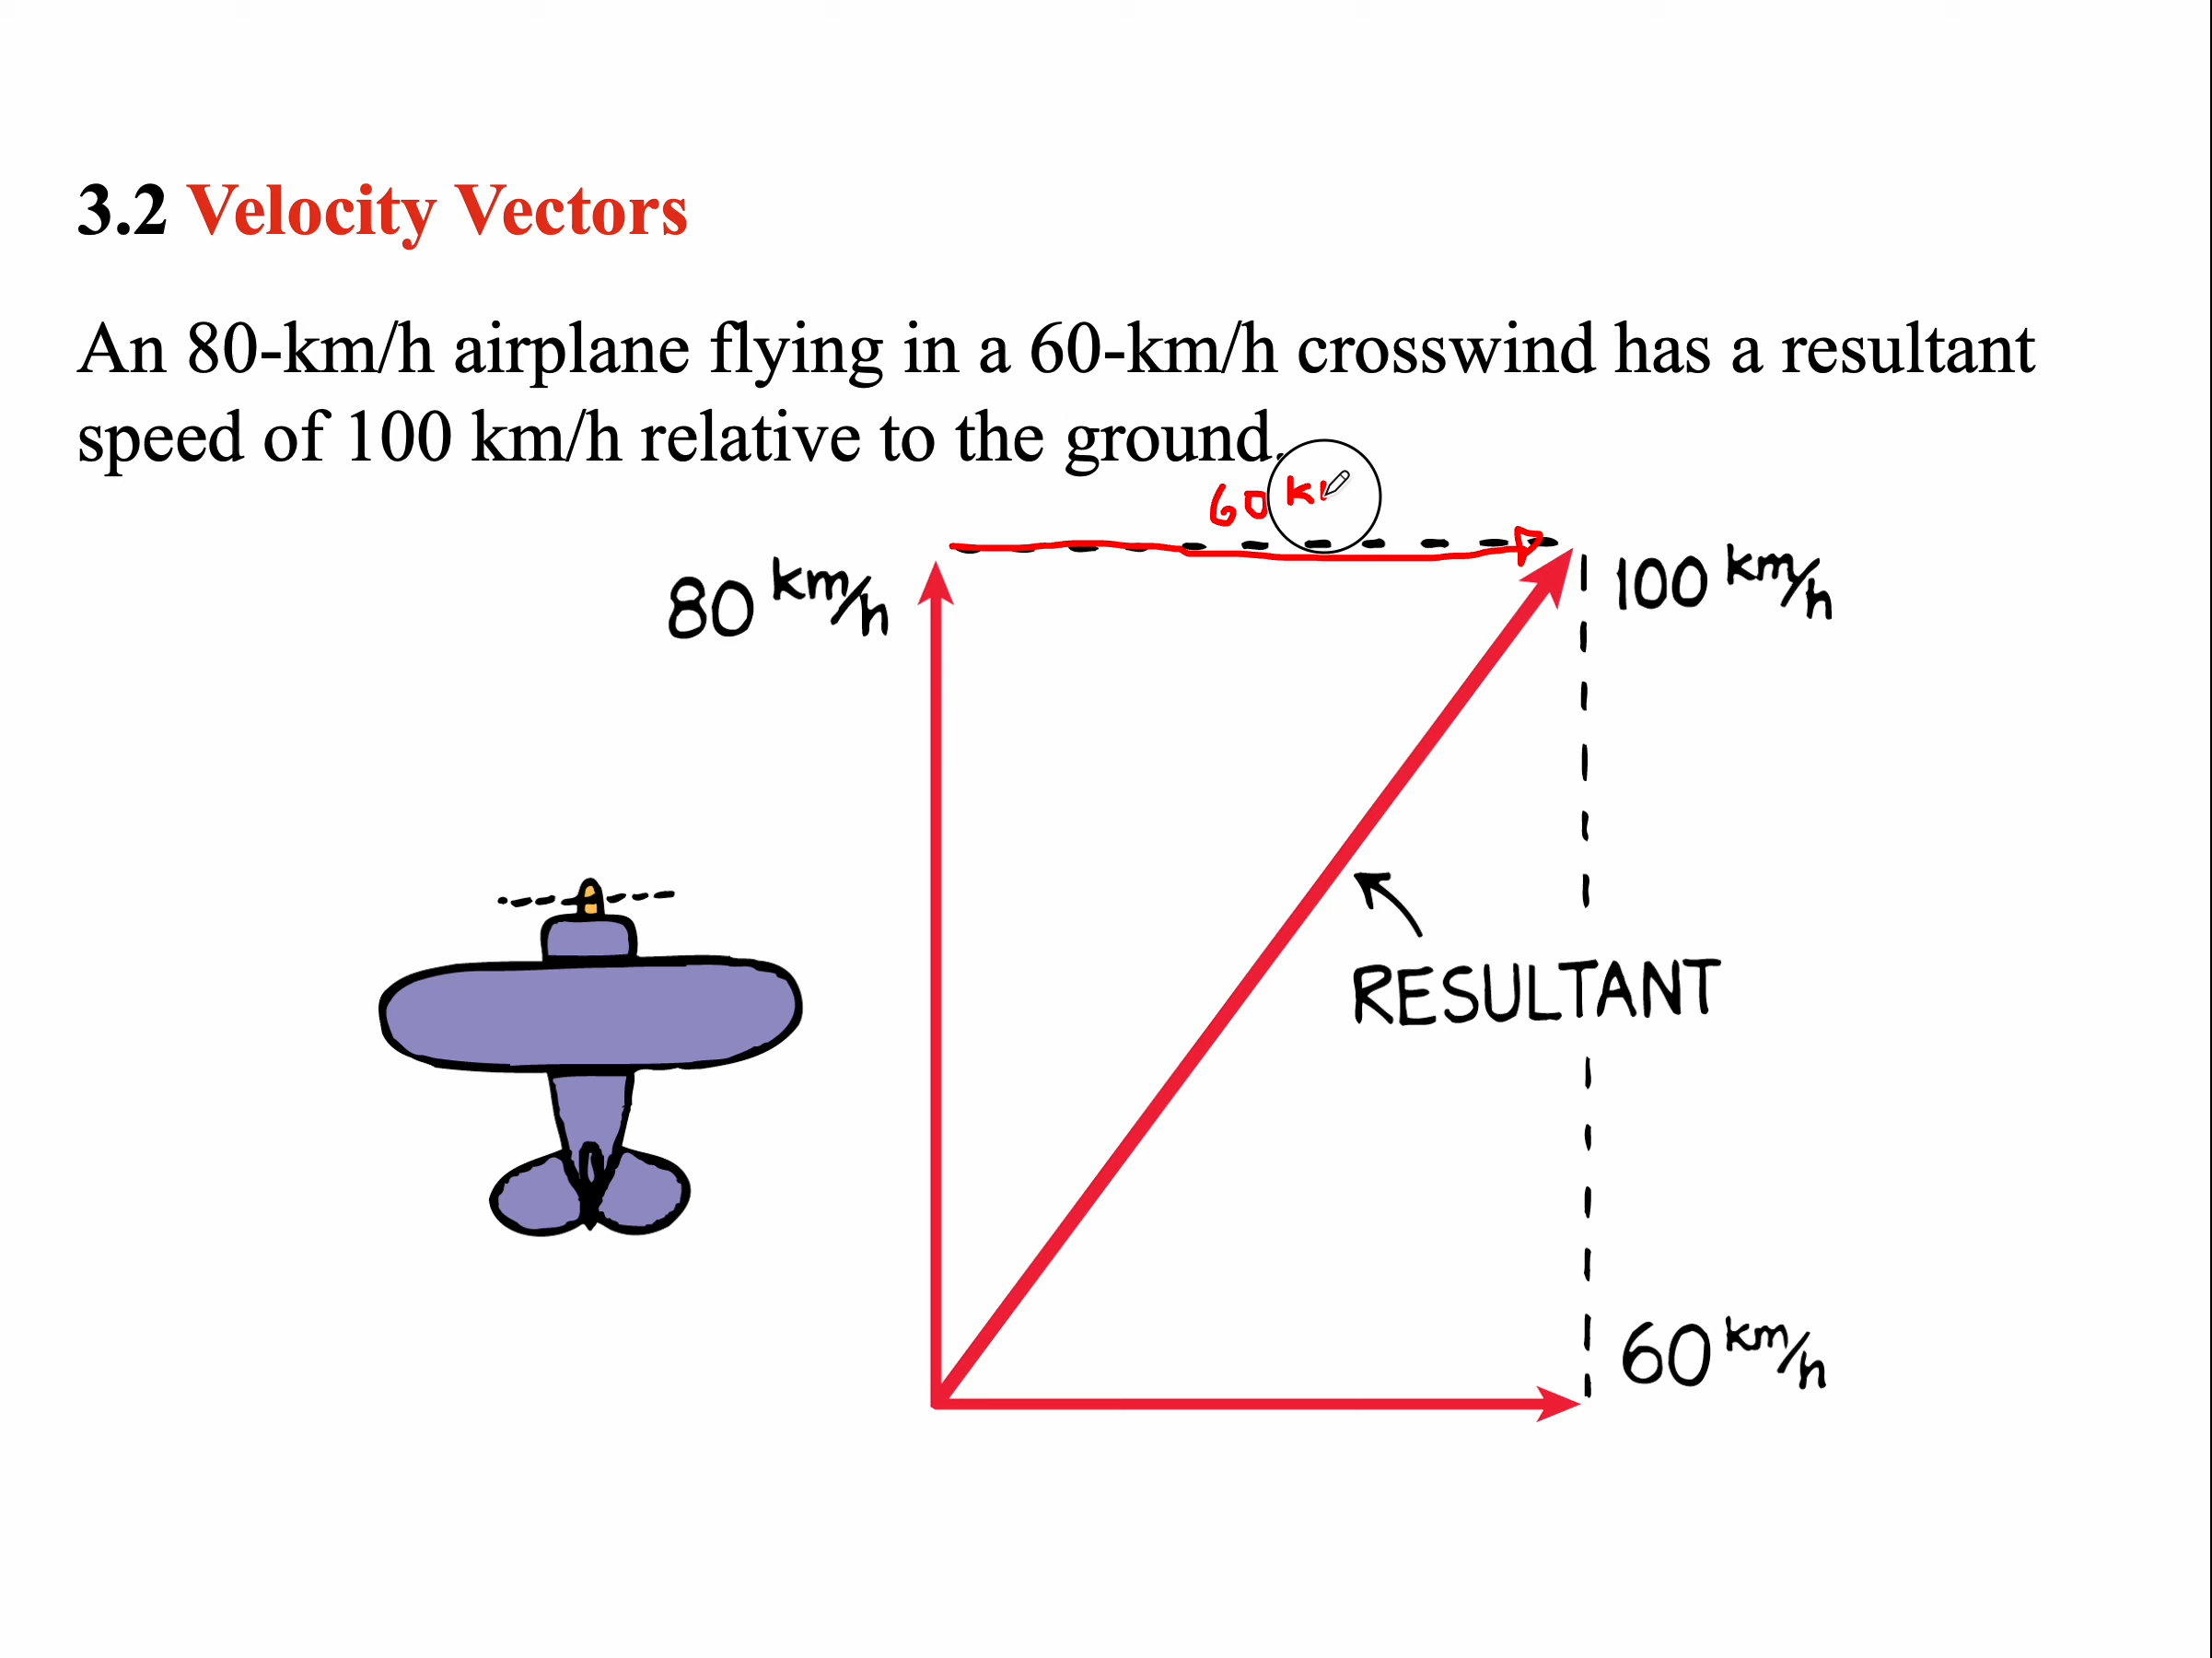 3.2 Velocity Vectors
An 80-km/h airplane flying in a 60-km/h crosswind has a resultant
speed of 100 km/h relative to the ground.
60
80 km/h
100 km/h
RESULTANT
60 km/h